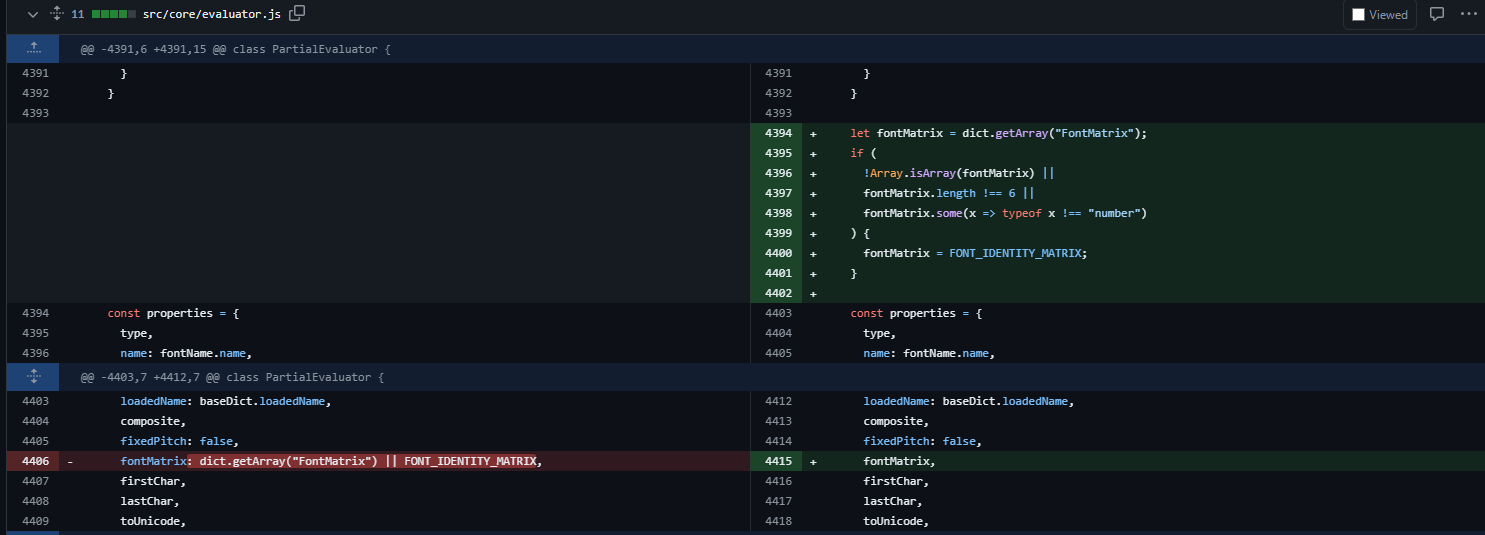 11 src/core/evaluator.js Viewed
@@ -4391,6 +4391,15 @@ class PartialEvaluator {
4391 } 4391 }
4392 } 4392 }
4393 4393
4394 + let fontMatrix = dict.getArray("FontMatrix");
4395 + if (
4396 + !Array.isArray(fontMatrix) ||
4397 + fontMatrix.length !== 6 ||
4398 + fontMatrix.some(x => typeof x !== "number")
4399 + ) {
4400 + fontMatrix = FONT_IDENTITY_MATRIX;
4401 + }
4402 +
4394 const properties = { 4403 const properties = {
4395 type, 4404 type,
4396 name: fontName.name, 4405 name: fontName.name,
@@ -4403,7 +4412,7 @@ class PartialEvaluator {
4403 loadedName: baseDict.loadedName, 4412 loadedName: baseDict.loadedName,
4404 composite, 4413 composite,
4405 fixedPitch: false, 4414 fixedPitch: false,
4406 - fontMatrix: dict.getArray("FontMatrix") || FONT_IDENTITY_MATRIX, 4415 + fontMatrix,
4407 firstChar, 4416 firstChar,
4408 lastChar, 4417 lastChar,
4409 toUnicode, 4418 toUnicode,